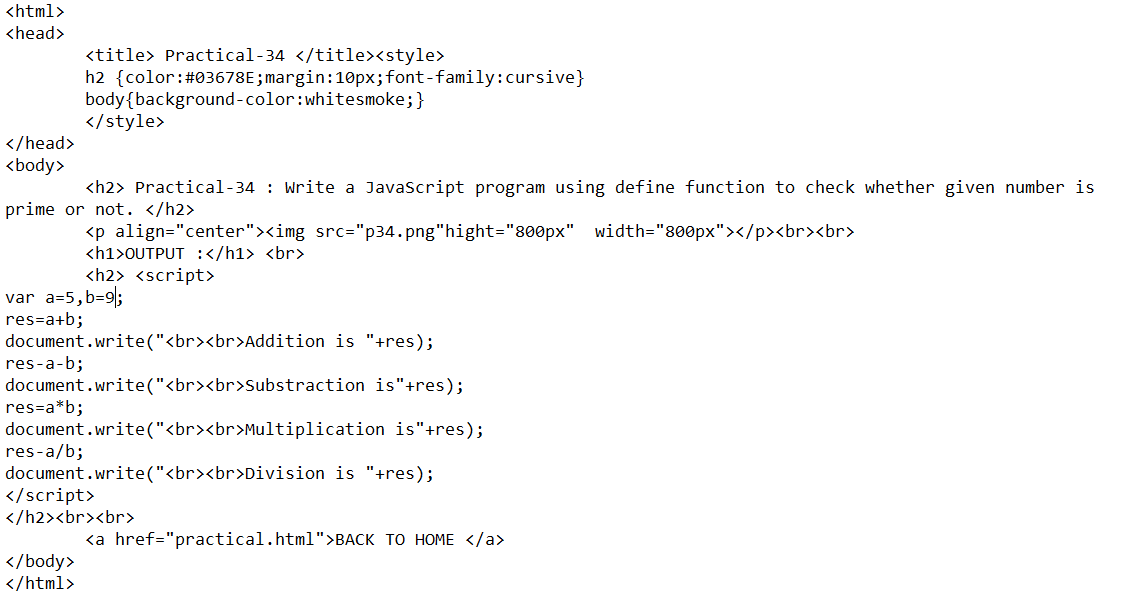 <html>
<head>
        <title> Practical-34 </title><style>
        h2 {color:#03678E;margin:10px;font-family:cursive}
        body{background-color:whitesmoke;}
        </style>
</head>
<body>
        <h2> Practical-34 : Write a JavaScript program using define function to check whether given number is
prime or not. </h2>
        <p align="center"><img src="p34.png"hight="800px"  width="800px"></p><br><br>
        <h1>OUTPUT :</h1> <br>
        <h2> <script>
var a=5,b=9;
res=a+b;
document.write("<br><br>Addition is "+res);
res-a-b;
document.write("<br><br>Substraction is"+res);
res=a*b;
document.write("<br><br>Multiplication is"+res);
res-a/b;
document.write("<br><br>Division is "+res);
</script>
</h2><br><br>
        <a href="practical.html">BACK TO HOME </a>
</body>
</html>